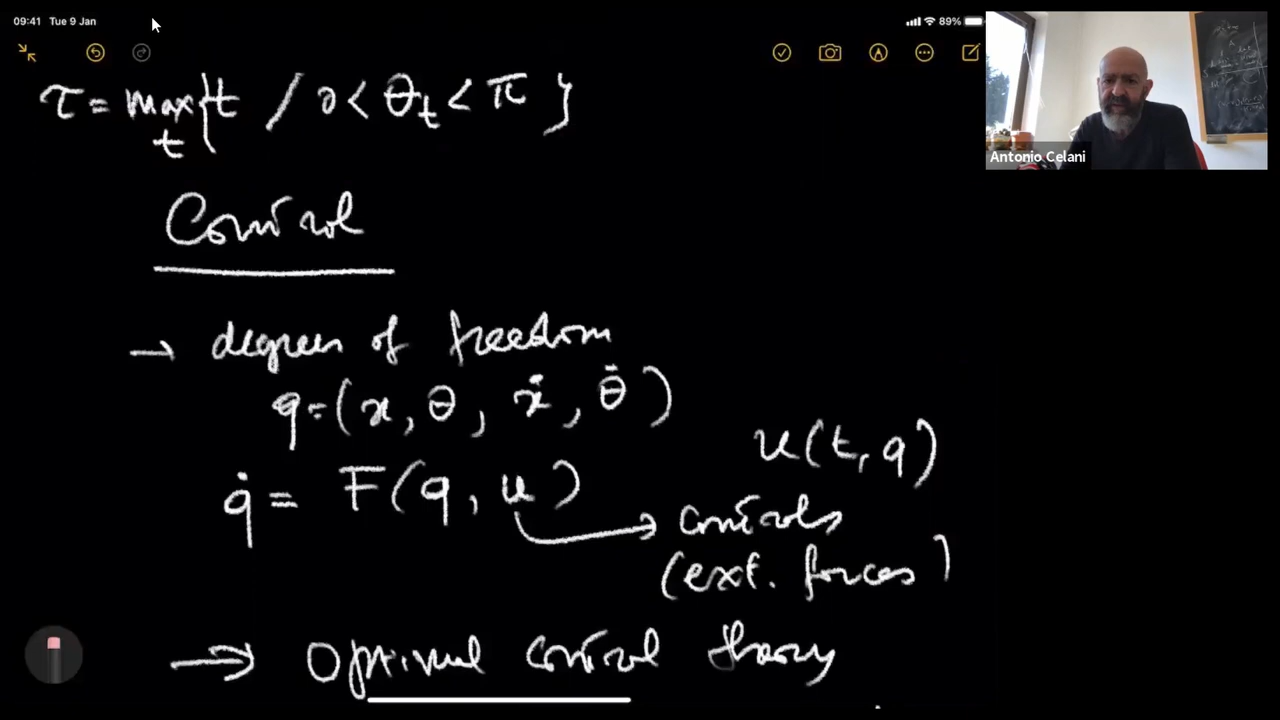 09:41 Tue 9 Jan
89%
τ = max{t / 0 < θ_t < π}
t
Antonio Celani
Control
→ degrees of freedom
q = (x, θ, ẋ, θ̇)
u(t, q)
q̇ = F(q, u)
controls
(ext. forces)
→ Optimal control theory